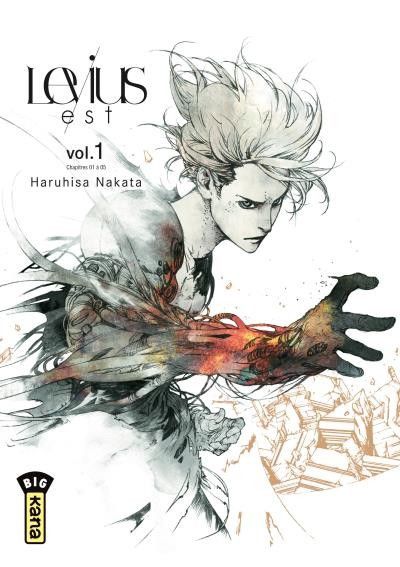 Levius
est
vol.1
Chapitres 01 à 05
Haruhisa Nakata
BIG
kana